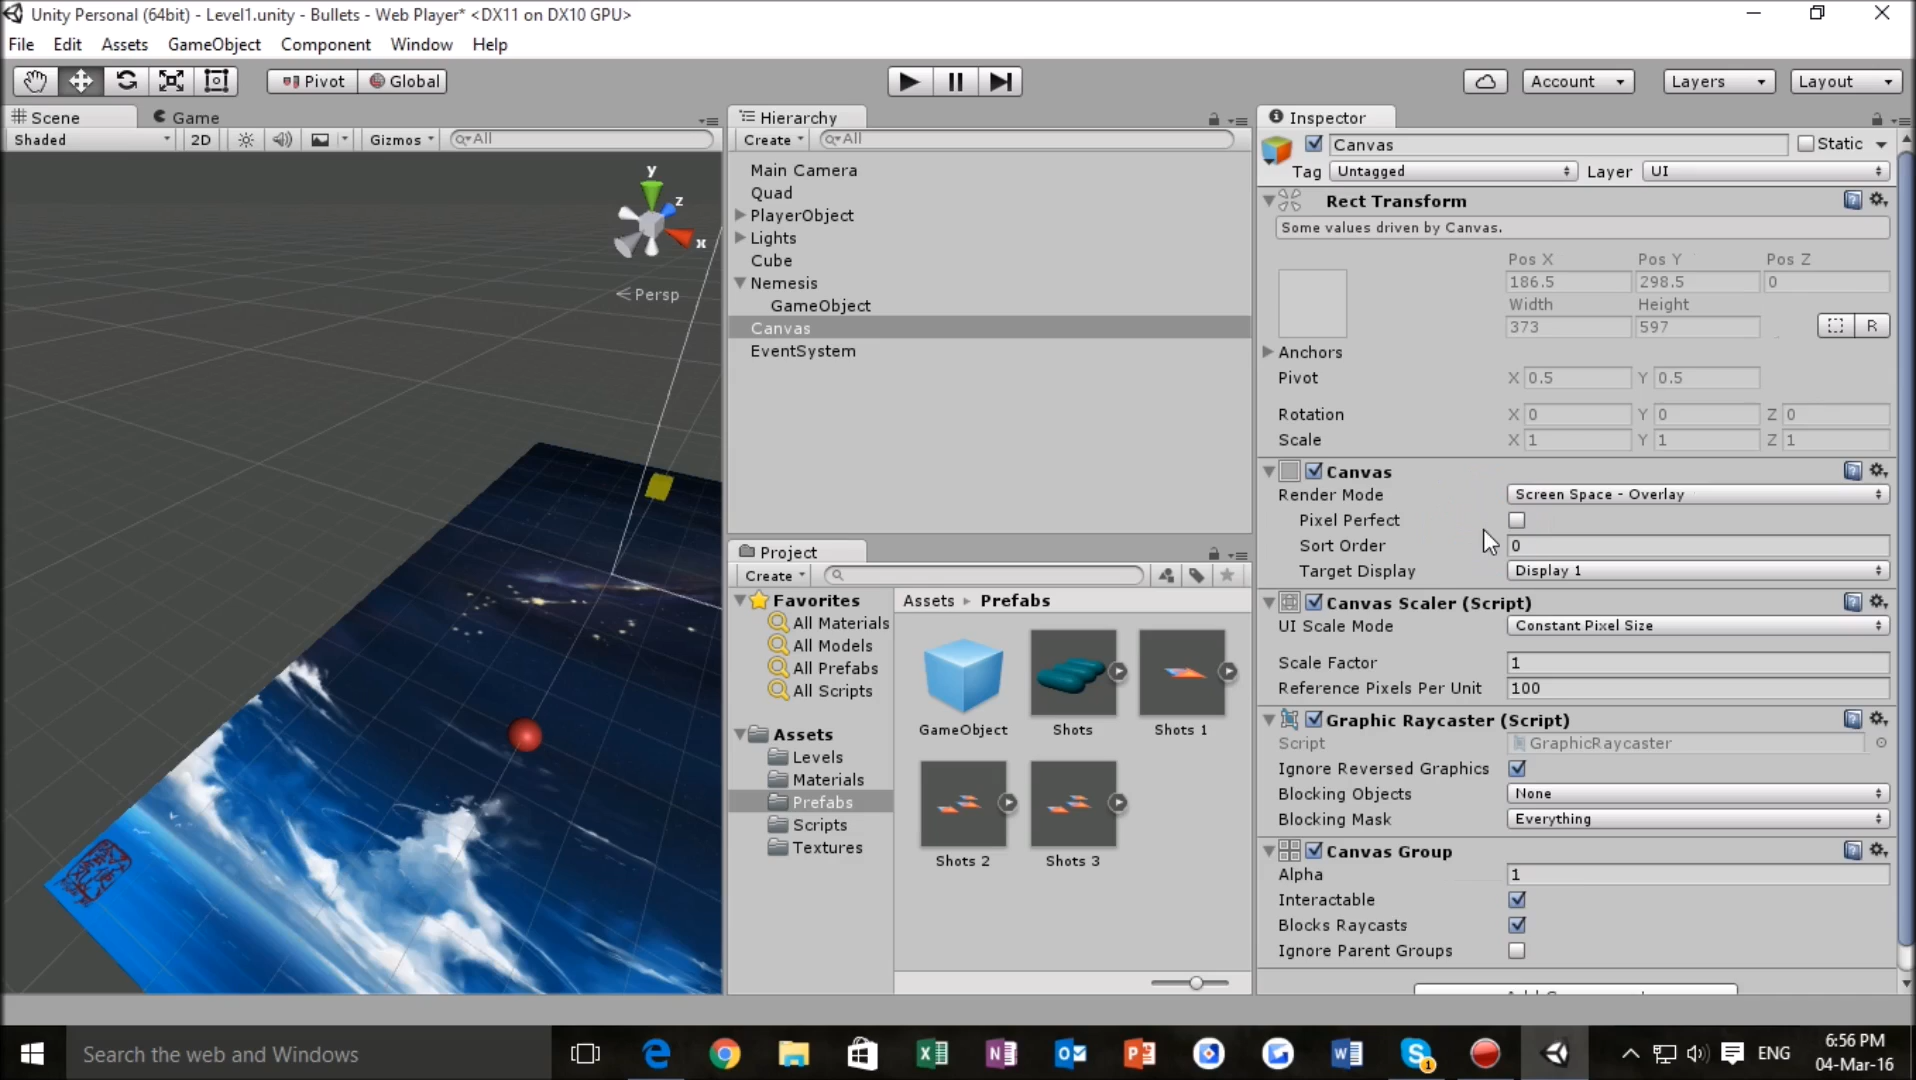 Unity Personal (64bit) - Level1.unity - Bullets - Web Player* <DX11 on DX10 GPU>
File Edit Assets GameObject Component Window Help
Pivot Global Account Layers Layout
Scene Game
Shaded 2D Gizmos All
y
z
x
Persp
Hierarchy
Create All
Main Camera
Quad
PlayerObject
Lights
Cube
Nemesis
GameObject
Canvas
EventSystem
Project
Create
Favorites
All Materials
All Models
All Prefabs
All Scripts
Assets
Levels
Materials
Prefabs
Scripts
Textures
Assets Prefabs
GameObject Shots Shots 1
Shots 2 Shots 3
Inspector
Canvas Static
Tag Untagged Layer UI
Rect Transform
Some values driven by Canvas.
Pos X Pos Y Pos Z
186.5 298.5 0
Width Height
373 597 R
Anchors
Pivot X 0.5 Y 0.5
Rotation X 0 Y 0 Z 0
Scale X 1 Y 1 Z 1
Canvas
Render Mode Screen Space - Overlay
Pixel Perfect
Sort Order 0
Target Display Display 1
Canvas Scaler (Script)
UI Scale Mode Constant Pixel Size
Scale Factor 1
Reference Pixels Per Unit 100
Graphic Raycaster (Script)
Script GraphicRaycaster
Ignore Reversed Graphics
Blocking Objects None
Blocking Mask Everything
Canvas Group
Alpha 1
Interactable
Blocks Raycasts
Ignore Parent Groups
Search the web and Windows
1
ENG
6:56 PM
04-Mar-16